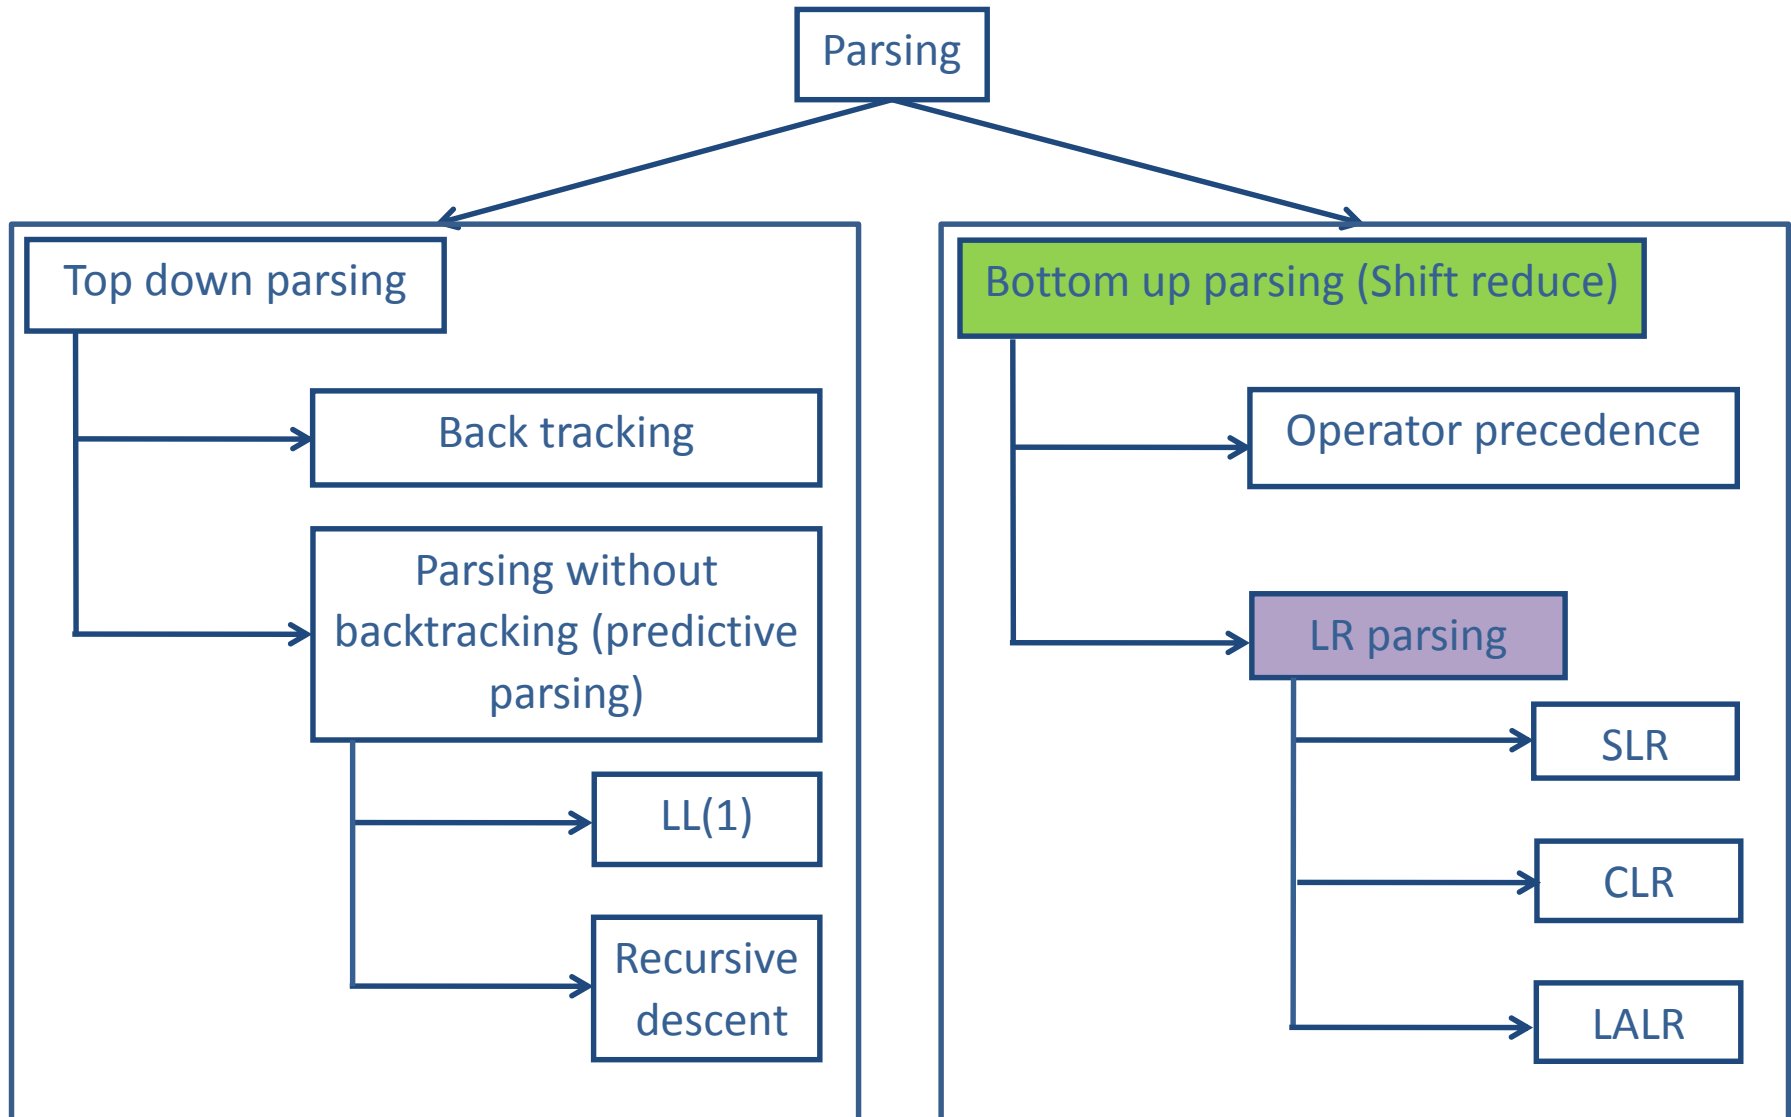 Parsing
Top down parsing
Back tracking
Parsing without
backtracking (predictive
parsing)
LL(1)
Recursive
descent
Bottom up parsing (Shift reduce)
Operator precedence
LR parsing
SLR
CLR
LALR